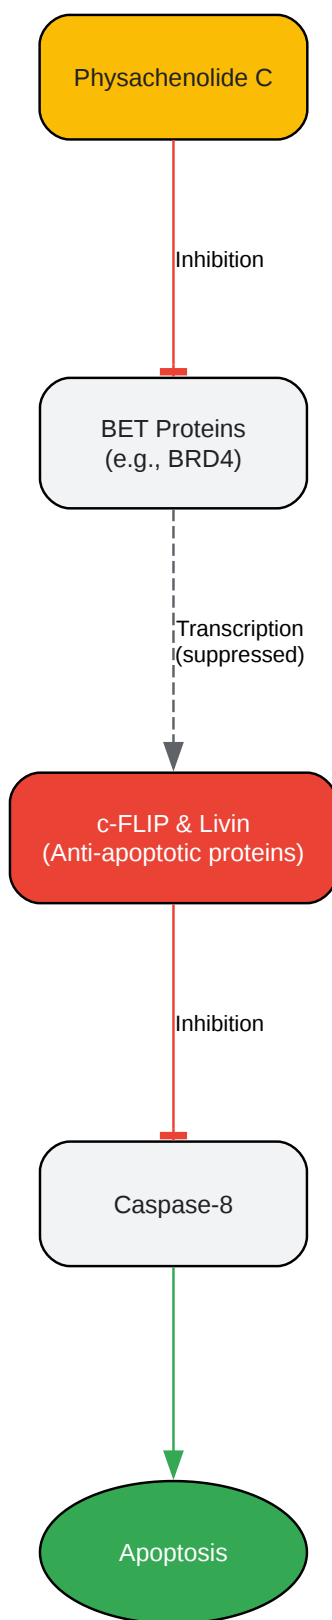 Physachenolide C
Inhibition
BET Proteins
(e.g., BRD4)
Transcription
(suppressed)
c-FLIP & Livin
(Anti-apoptotic proteins)
Inhibition
Caspase-8
Apoptosis